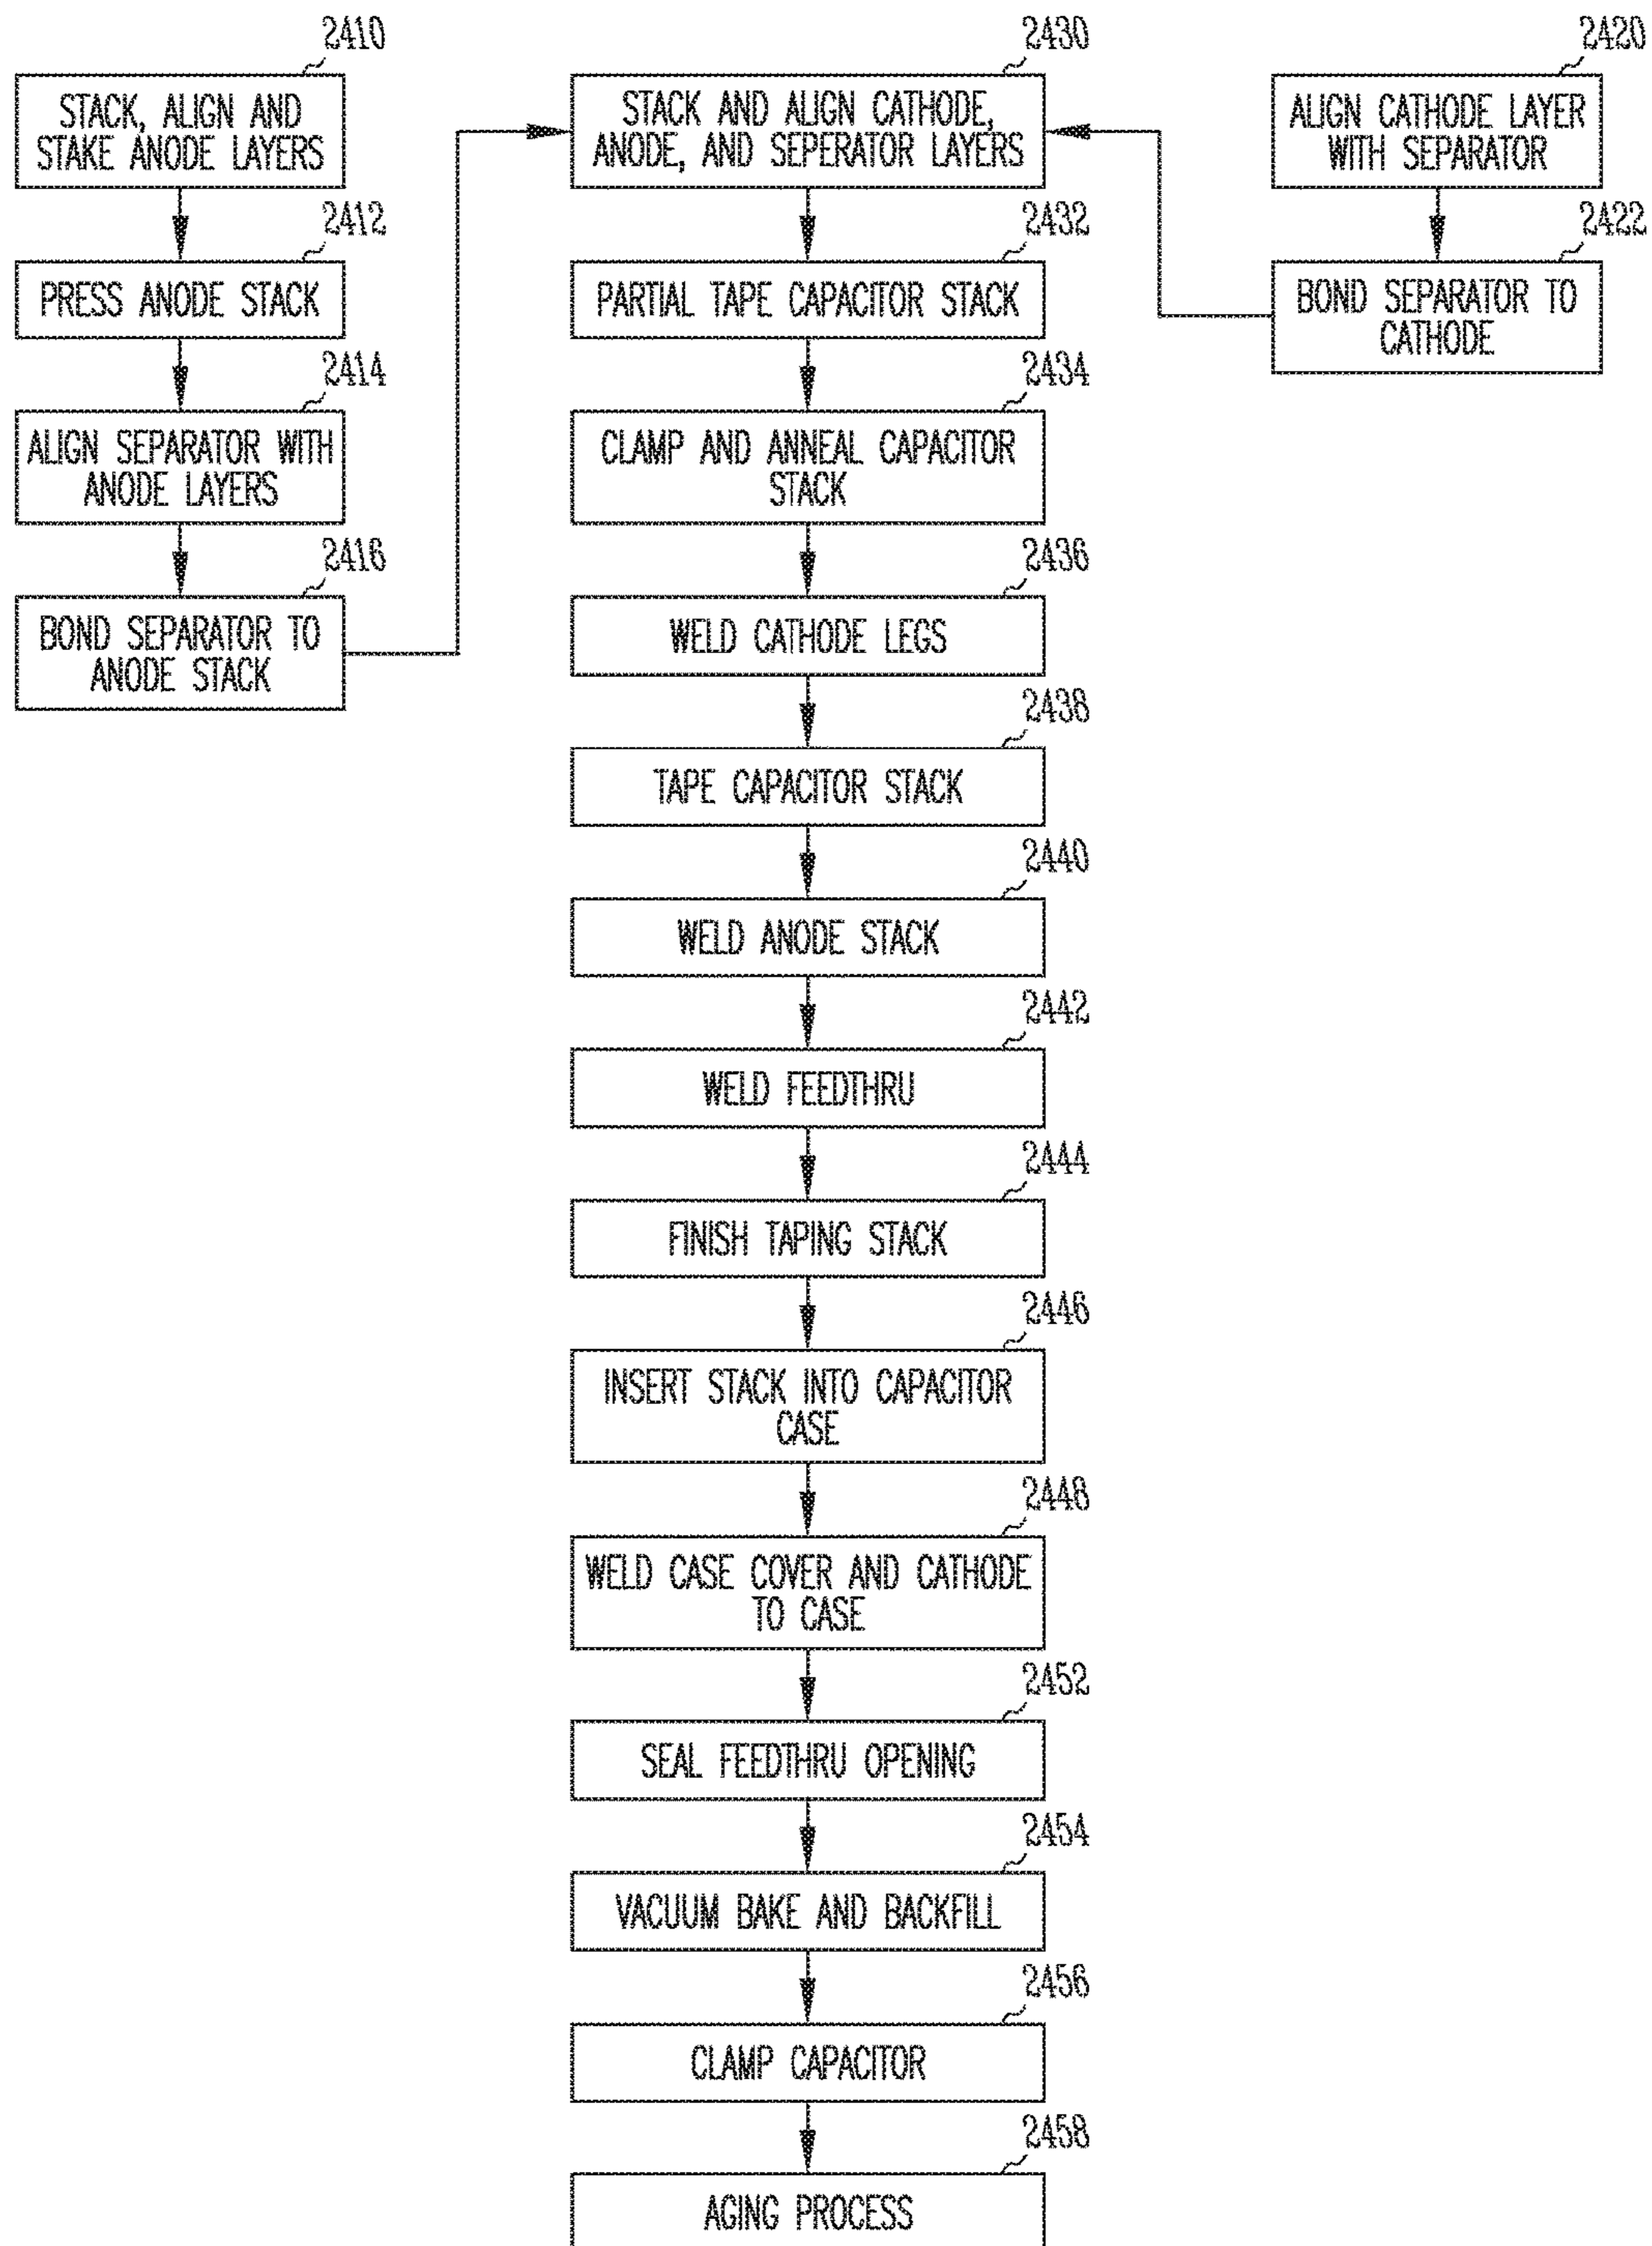 2410
STACK, ALIGN AND
STAKE ANODE LAYERS
2412
PRESS ANODE STACK
2414
ALIGN SEPARATOR WITH
ANODE LAYERS
2416
BOND SEPARATOR TO
ANODE STACK
2430
STACK AND ALIGN CATHODE,
ANODE, AND SEPERATOR LAYERS
2432
PARTIAL TAPE CAPACITOR STACK
2434
CLAMP AND ANNEAL CAPACITOR
STACK
2436
WELD CATHODE LEGS
2438
TAPE CAPACITOR STACK
2440
WELD ANODE STACK
2442
WELD FEEDTHRU
2444
FINISH TAPING STACK
2446
INSERT STACK INTO CAPACITOR
CASE
2448
WELD CASE COVER AND CATHODE
TO CASE
2452
SEAL FEEDTHRU OPENING
2454
VACUUM BAKE AND BACKFILL
2456
CLAMP CAPACITOR
2458
AGING PROCESS
2420
ALIGN CATHODE LAYER
WITH SEPARATOR
2422
BOND SEPARATOR TO
CATHODE